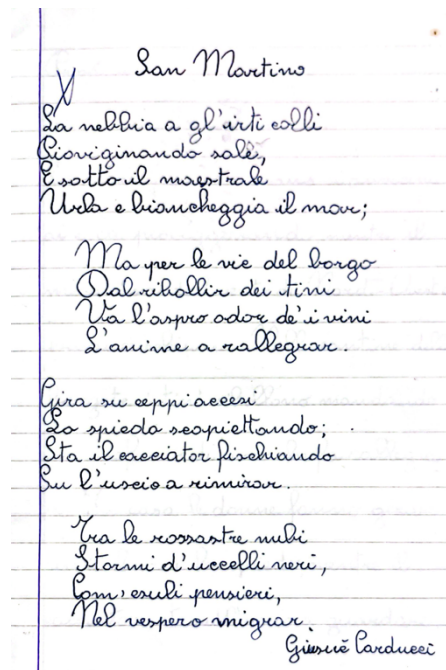 San Martino
La nebbia a gl'irti colli
Piovigginando sale,
E sotto il maestrale
Urla e biancheggia il mar;
Ma per le vie del borgo
Dal ribollir dei tini
Va l'aspro odor de'i vini
L'anime a rallegrar.
Gira su ceppi accesi
Lo spiedo scoppiettando;
Sta il cacciator fischiando
Su l'uscio a rimirar.
Tra le rossastre nubi
Stormi d'uccelli neri,
Com'esuli pensieri,
Nel vespero migrar
Giosuè Carducci